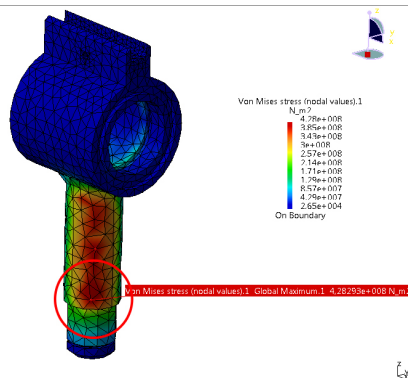 Z
X
Y
Von Mises stress (nodal values).1
N_m2
4.28e+008
3.85e+008
3.43e+008
3e+008
2.57e+008
2.14e+008
1.71e+008
1.29e+008
8.57e+007
4.29e+007
2.65e+004
On Boundary
Von Mises stress (nodal values).1 Global Maximum.1 4,28293e+008 N_m2
Z